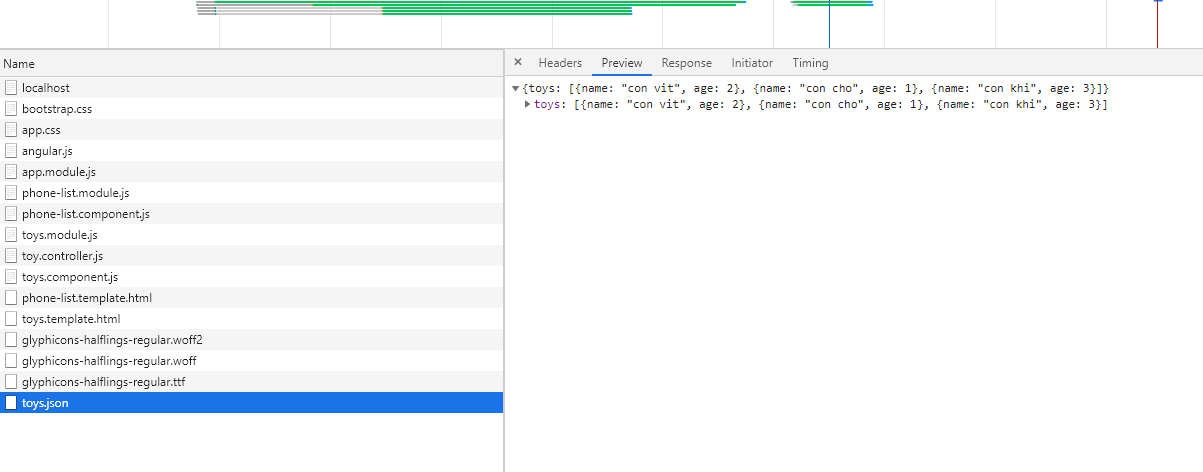 Name
localhost
bootstrap.css
app.css
angular.js
app.module.js
phone-list.module.js
phone-list.component.js
toys.module.js
toy.controller.js
toys.component.js
phone-list.template.html
toys.template.html
glyphicons-halflings-regular.woff2
glyphicons-halflings-regular.woff
glyphicons-halflings-regular.ttf
toys.json
× Headers Preview Response Initiator Timing
▼{toys: [{name: "con vit", age: 2}, {name: "con cho", age: 1}, {name: "con khi", age: 3}]}
▶ toys: [{name: "con vit", age: 2}, {name: "con cho", age: 1}, {name: "con khi", age: 3}]